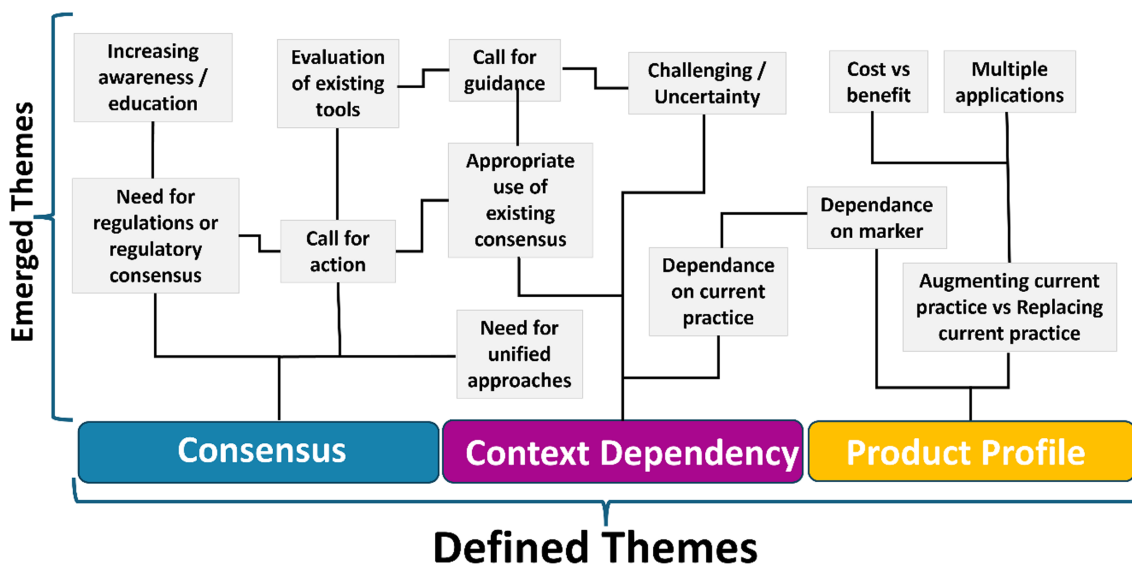 Emerged Themes
Increasing
awareness /
education
Evaluation
of existing
tools
Call for
guidance
Challenging /
Uncertainty
Cost vs
benefit
Multiple
applications
Need for
regulations or
regulatory
consensus
Call for
action
Appropriate
use of
existing
consensus
Dependance
on marker
Dependance
on current
practice
Augmenting current
practice vs Replacing
current practice
Need for
unified
approaches
Consensus
Context Dependency
Product Profile
Defined Themes